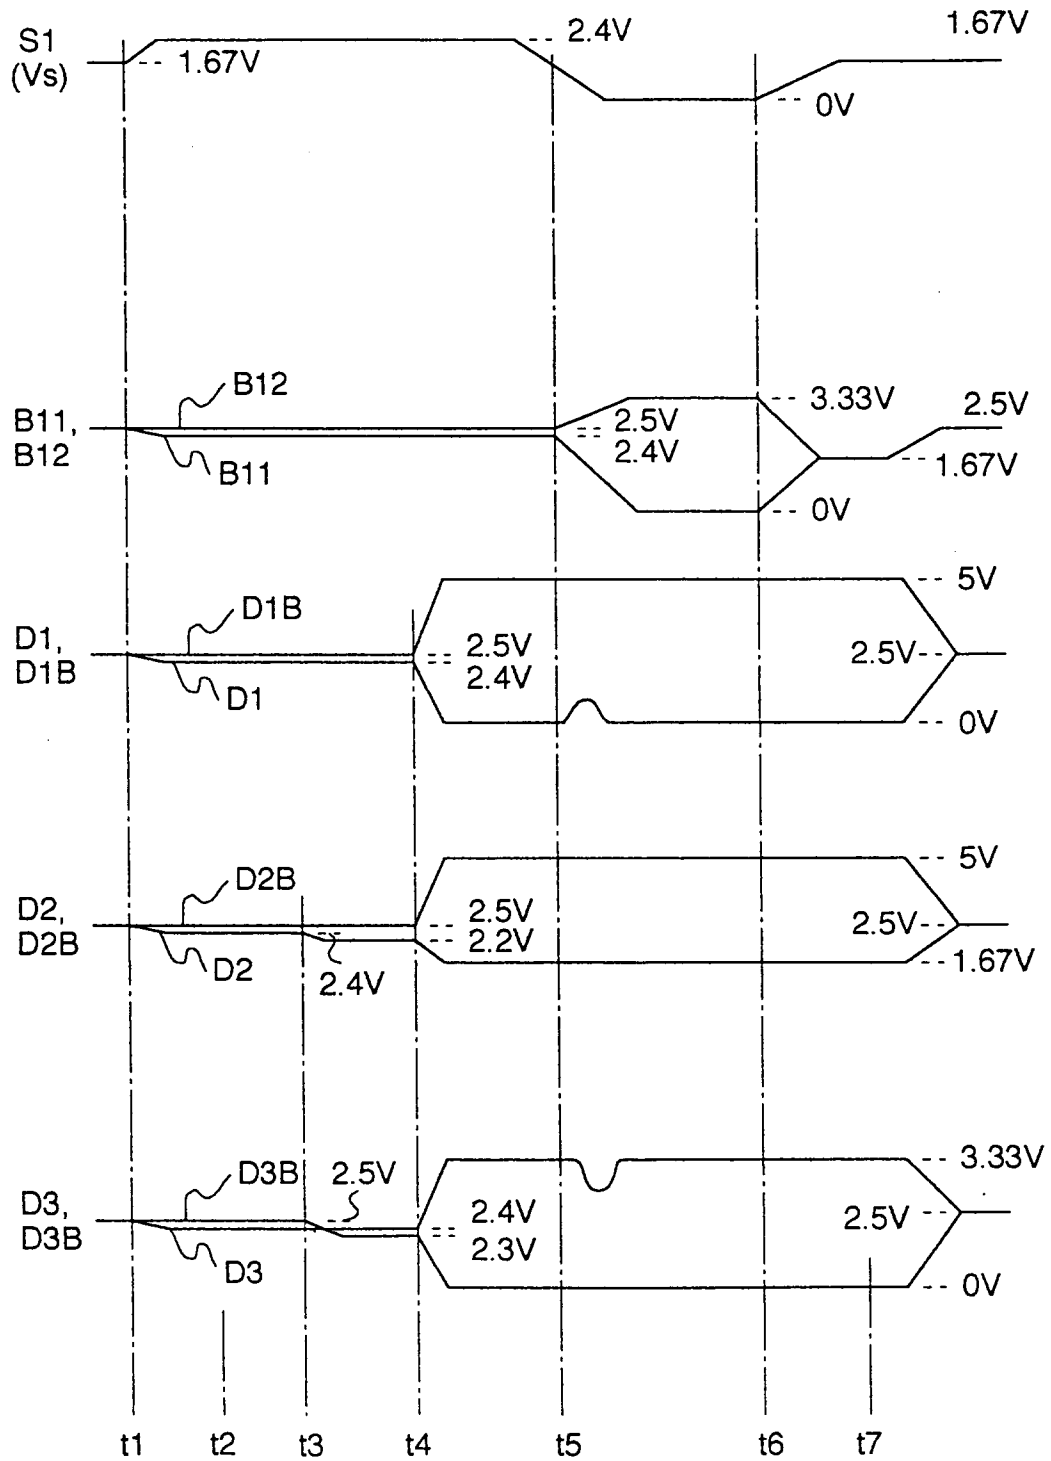 S1
(Vs)
1.67V
2.4V
0V
1.67V
B11,
B12
B12
B11
2.5V
2.4V
3.33V
0V
2.5V
1.67V
D1,
D1B
D1B
D1
2.5V
2.4V
5V
2.5V
0V
D2,
D2B
D2B
D2
2.4V
2.5V
2.2V
5V
2.5V
1.67V
D3,
D3B
D3B
D3
2.5V
2.4V
2.3V
3.33V
2.5V
0V
t1 t2 t3 t4 t5 t6 t7